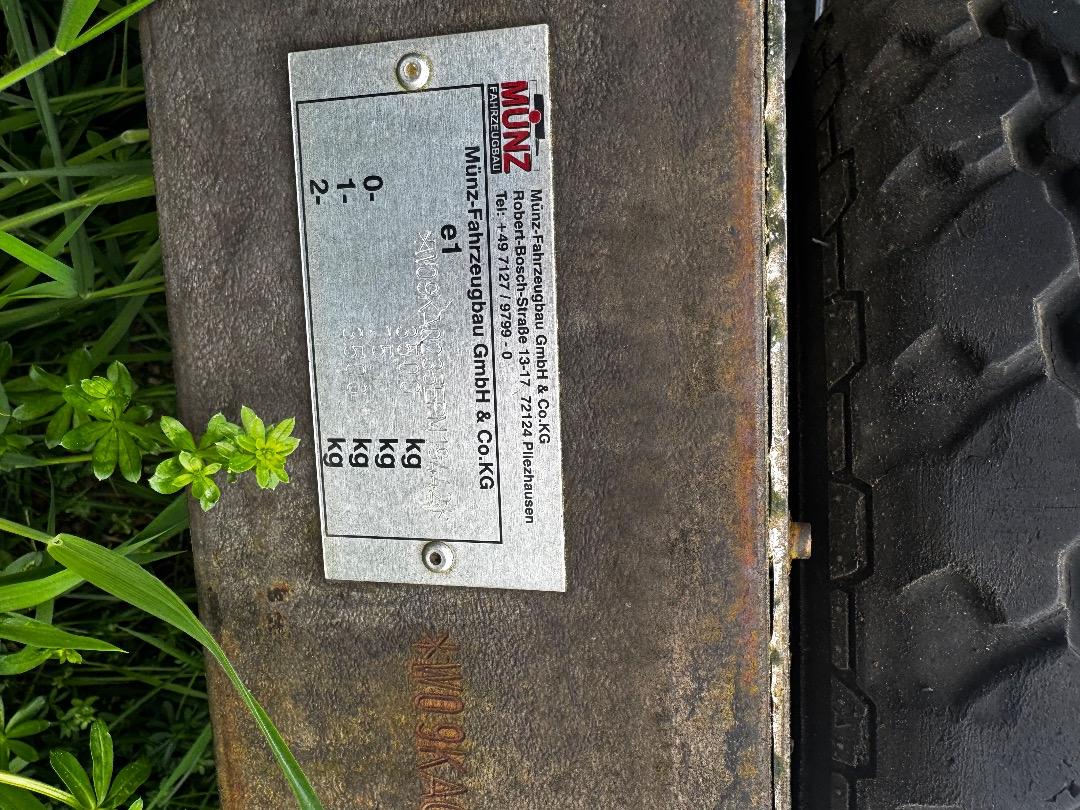 MÜNZ
FAHRZEUGBAU
Münz-Fahrzeugbau GmbH & Co.KG
Robert-Bosch-Straße 13-17 72124 Pliezhausen
Tel: +49 7127 / 9799 - 0
Münz-Fahrzeugbau GmbH & Co.KG
e1
kg
0- kg
1- kg
2- kg
*W09KA